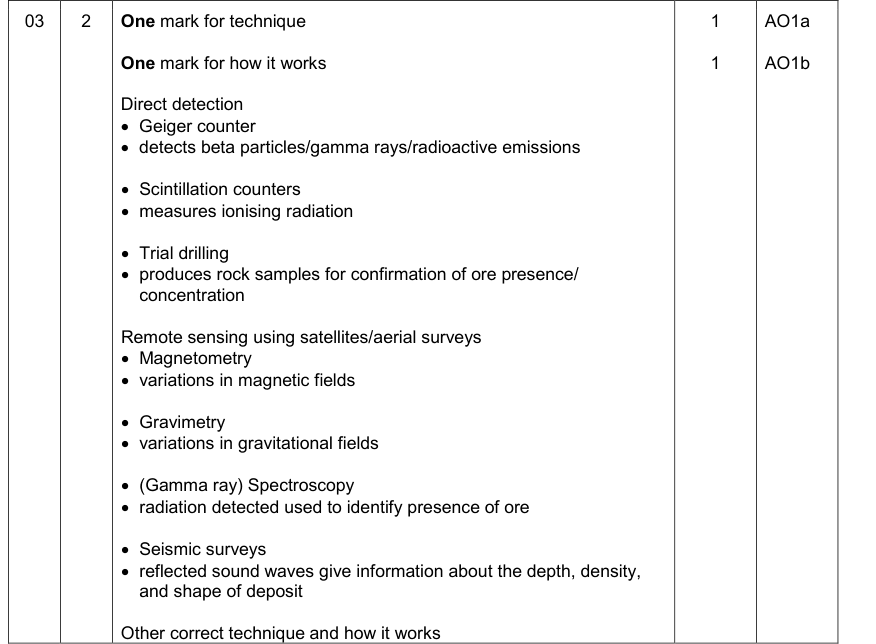 03 2 One mark for technique 1 AO1a
One mark for how it works 1 AO1b
Direct detection
• Geiger counter
• detects beta particles/gamma rays/radioactive emissions
• Scintillation counters
• measures ionising radiation
• Trial drilling
• produces rock samples for confirmation of ore presence/
concentration
Remote sensing using satellites/aerial surveys
• Magnetometry
• variations in magnetic fields
• Gravimetry
• variations in gravitational fields
• (Gamma ray) Spectroscopy
• radiation detected used to identify presence of ore
• Seismic surveys
• reflected sound waves give information about the depth, density,
and shape of deposit
Other correct technique and how it works